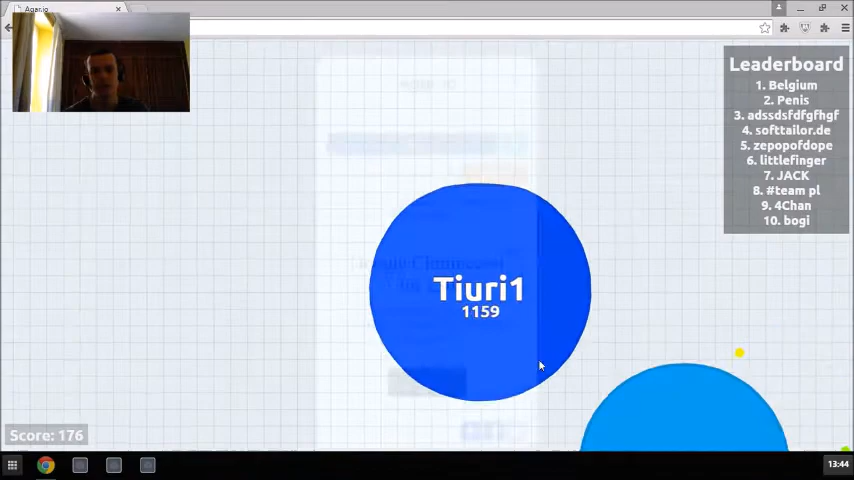 Agar.io
Leaderboard
1. Belgium
2. Penis
3. adssdsfdfgfhgf
4. softtailor.de
5. zepopofdope
6. littlefinger
7. JACK
8. #team pl
9. 4Chan
10. bogi
Tiuri1
1159
Score: 176
13:44